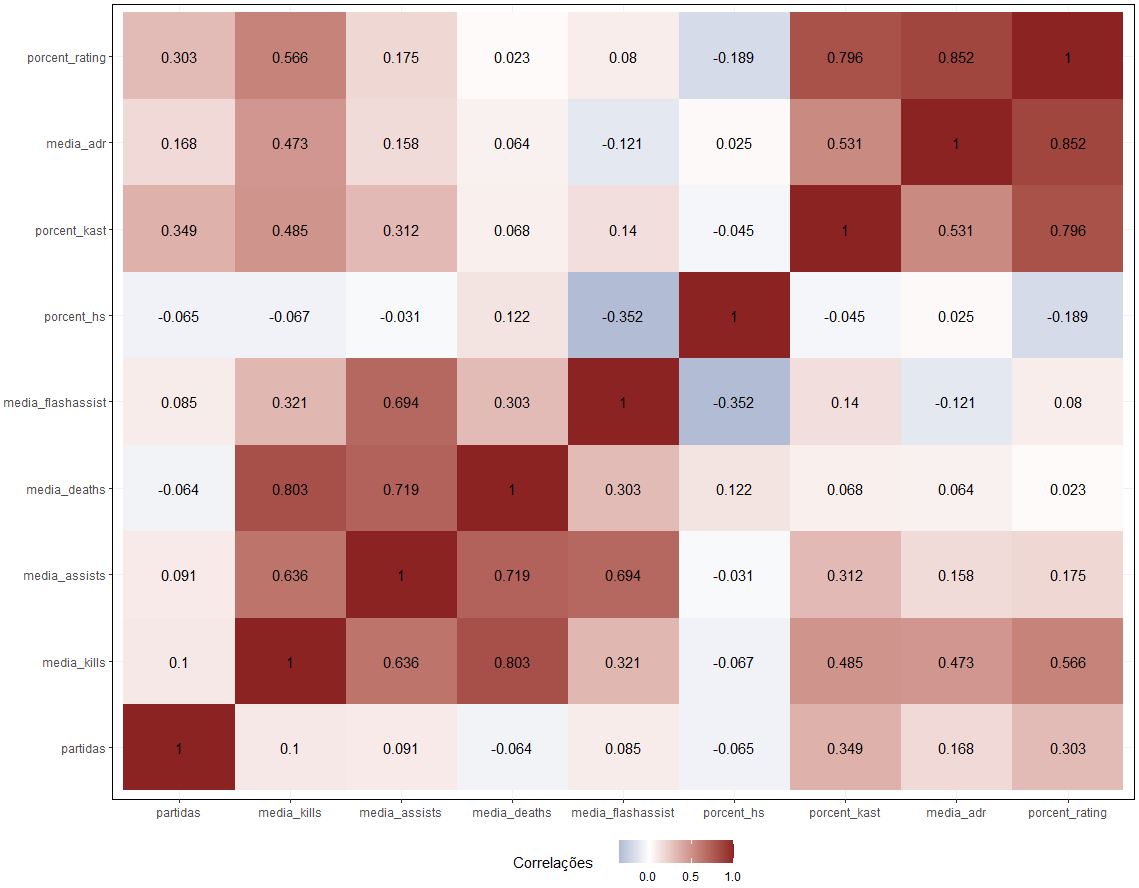 porcent_rating 0.303 0.566 0.175 0.023 0.08 -0.189 0.796 0.852 1
media_adr 0.168 0.473 0.158 0.064 -0.121 0.025 0.531 1 0.852
porcent_kast 0.349 0.485 0.312 0.068 0.14 -0.045 1 0.531 0.796
porcent_hs -0.065 -0.067 -0.031 0.122 -0.352 1 -0.045 0.025 -0.189
media_flashassist 0.085 0.321 0.694 0.303 1 -0.352 0.14 -0.121 0.08
media_deaths -0.064 0.803 0.719 1 0.303 0.122 0.068 0.064 0.023
media_assists 0.091 0.636 1 0.719 0.694 -0.031 0.312 0.158 0.175
media_kills 0.1 1 0.636 0.803 0.321 -0.067 0.485 0.473 0.566
partidas 1 0.1 0.091 -0.064 0.085 -0.065 0.349 0.168 0.303
partidas media_kills media_assists media_deaths media_flashassist porcent_hs porcent_kast media_adr porcent_rating
Correlações
0.0 0.5 1.0